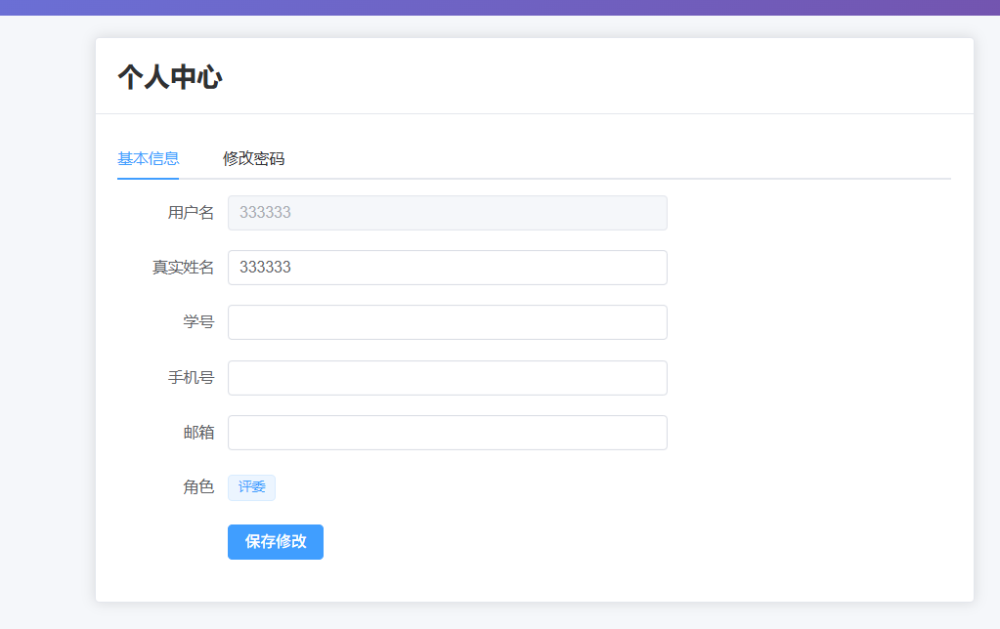 个人中心
基本信息 修改密码
用户名 333333
真实姓名 333333
学号
手机号
邮箱
角色 评委
保存修改